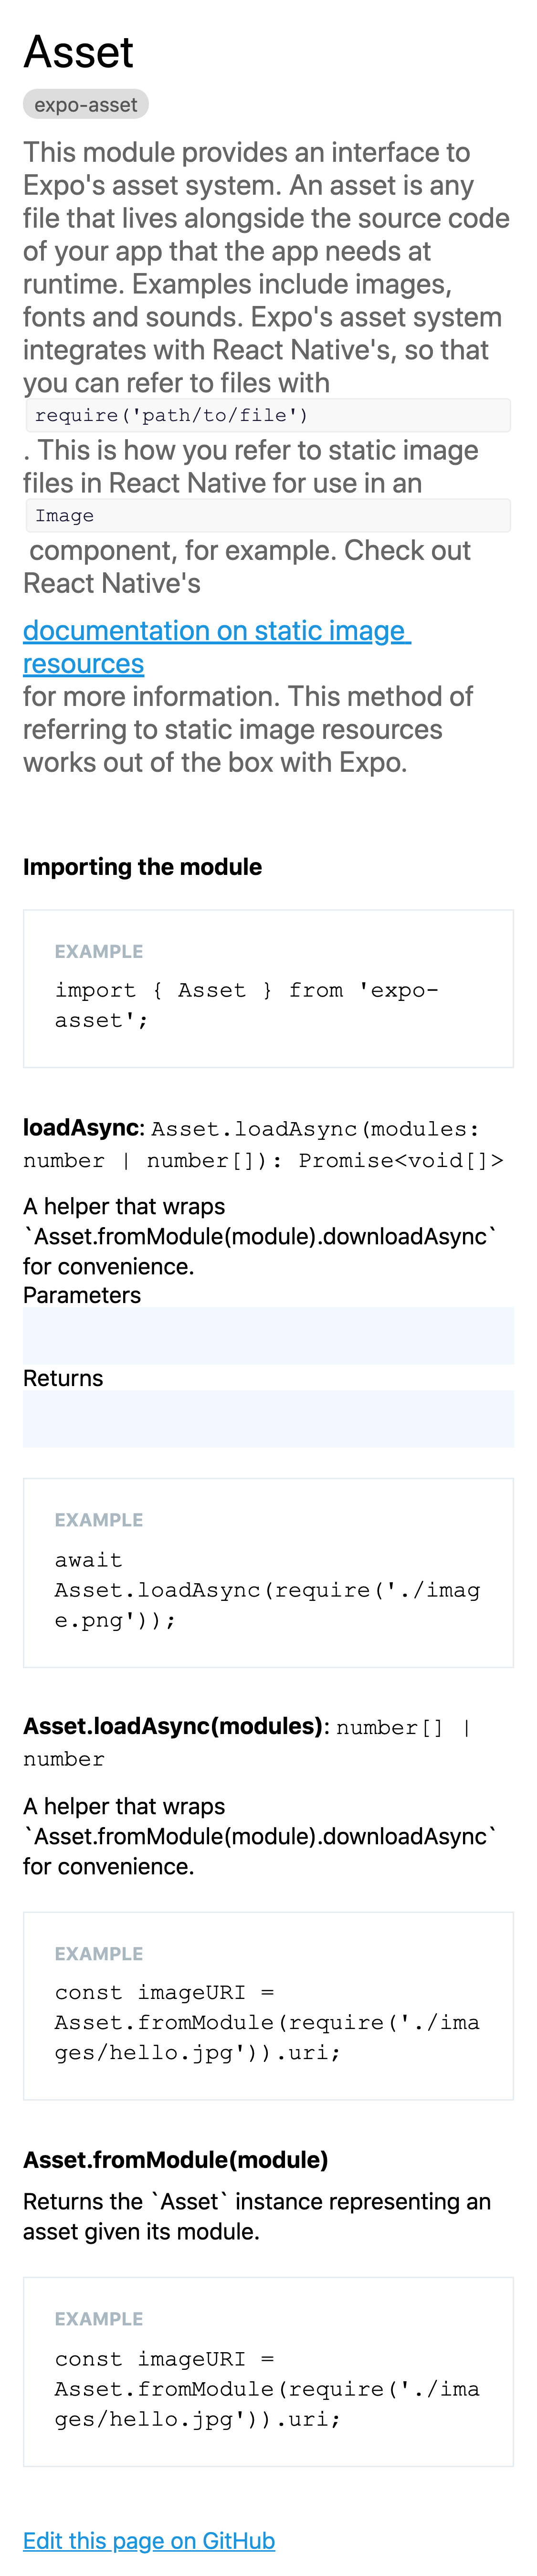 Asset
expo-asset
This module provides an interface to
Expo's asset system. An asset is any
file that lives alongside the source code
of your app that the app needs at
runtime. Examples include images,
fonts and sounds. Expo's asset system
integrates with React Native's, so that
you can refer to files with
require('path/to/file')
. This is how you refer to static image
files in React Native for use in an
Image
component, for example. Check out
React Native's
documentation on static image
resources
for more information. This method of
referring to static image resources
works out of the box with Expo.
Importing the module
EXAMPLE
import { Asset } from 'expo-
asset';
loadAsync: Asset.loadAsync(modules:
number | number[]): Promise<void[]>
A helper that wraps
`Asset.fromModule(module).downloadAsync`
for convenience.
Parameters
Returns
EXAMPLE
await
Asset.loadAsync(require('./imag
e.png'));
Asset.loadAsync(modules): number[] |
number
A helper that wraps
`Asset.fromModule(module).downloadAsync`
for convenience.
EXAMPLE
const imageURI =
Asset.fromModule(require('./ima
ges/hello.jpg')).uri;
Asset.fromModule(module)
Returns the `Asset` instance representing an
asset given its module.
EXAMPLE
const imageURI =
Asset.fromModule(require('./ima
ges/hello.jpg')).uri;
Edit this page on GitHub